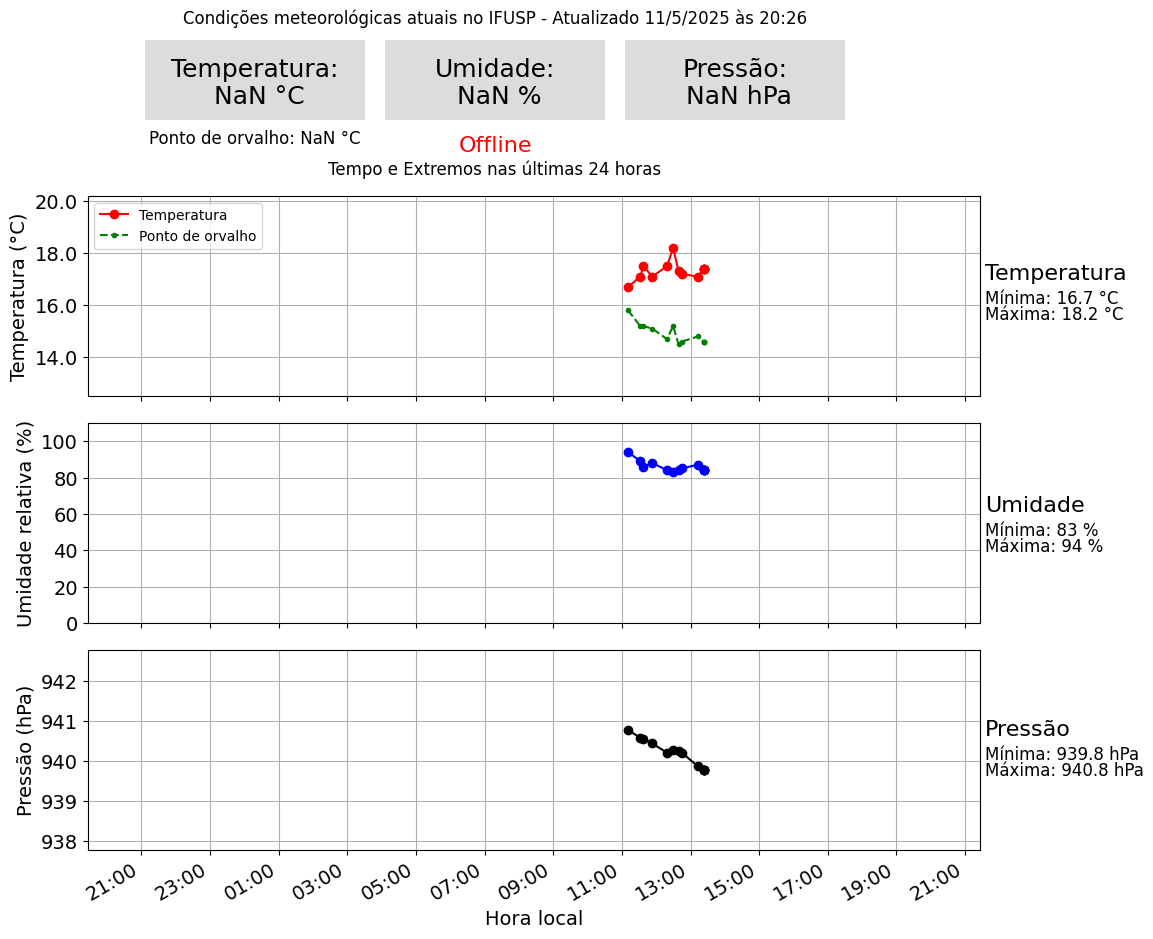 Condições meteorológicas atuais no IFUSP - Atualizado 11/5/2025 às 20:26
Temperatura:
NaN °C
Umidade:
NaN %
Pressão:
NaN hPa
Ponto de orvalho: NaN °C
Offline
Tempo e Extremos nas últimas 24 horas
Temperatura (°C)
20.0
18.0
16.0
14.0
Temperatura
Ponto de orvalho
Temperatura
Mínima: 16.7 °C
Máxima: 18.2 °C
Umidade relativa (%)
100
80
60
40
20
0
Umidade
Mínima: 83 %
Máxima: 94 %
Pressão (hPa)
942
941
940
939
938
Pressão
Mínima: 939.8 hPa
Máxima: 940.8 hPa
21:00 23:00 01:00 03:00 05:00 07:00 09:00 11:00 13:00 15:00 17:00 19:00 21:00
Hora local